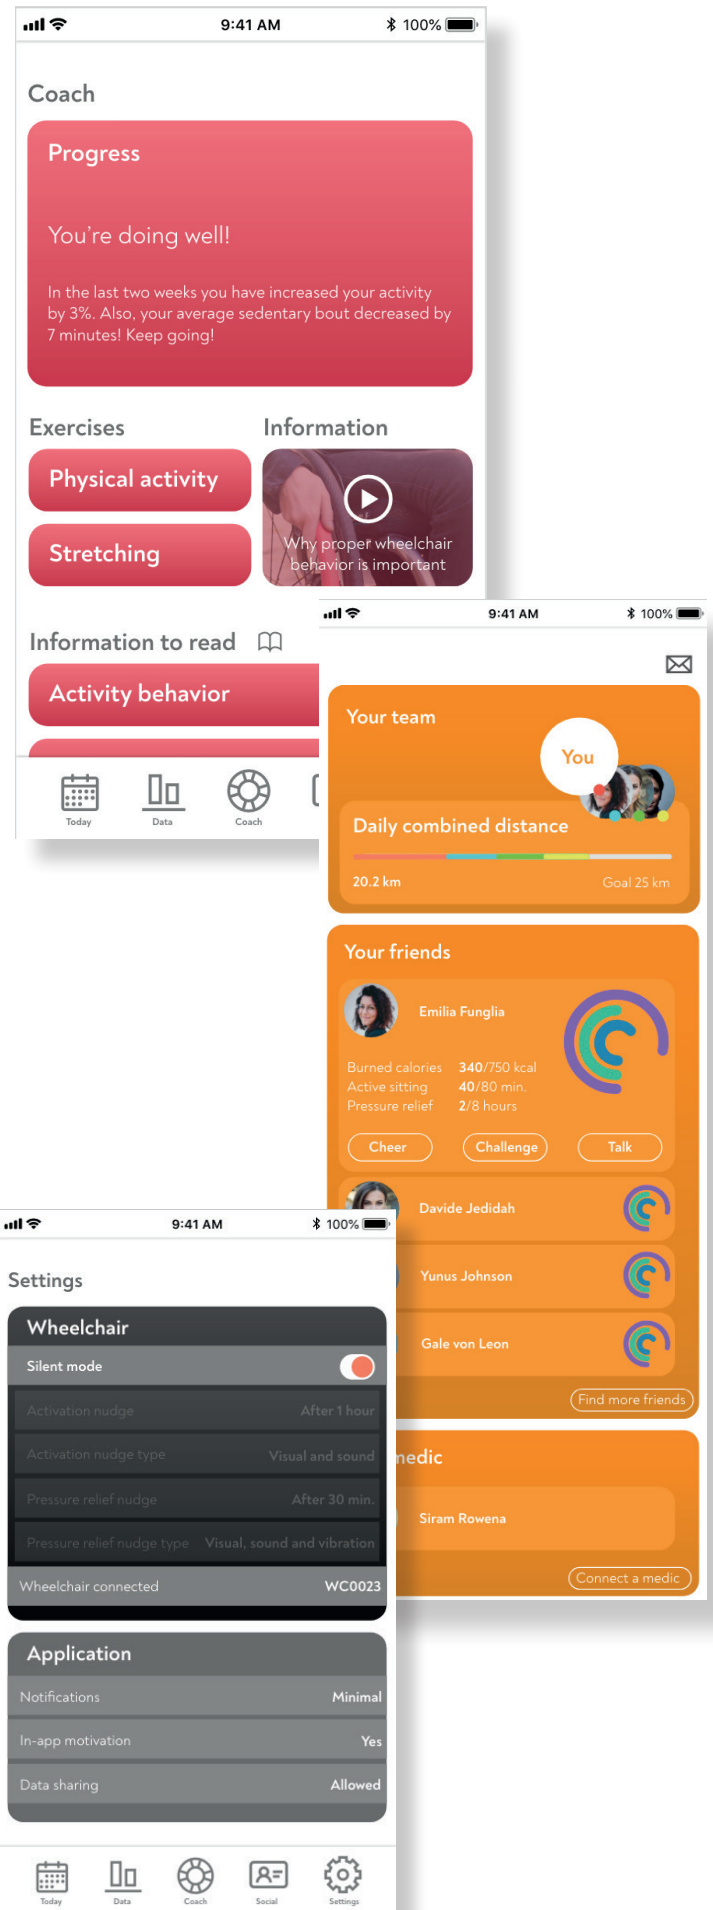 9:41 AM
100%
Coach
Progress
You're doing well!
In the last two weeks you have increased your activity
by 3%. Also, your average sedentary bout decreased by
7 minutes! Keep going!
Exercises
Information
Physical activity
Stretching
Why proper wheelchair
behavior is important
Information to read
Activity behavior
Today
Data
Coach
9:41 AM
100%
Your team
You
Daily combined distance
20.2 km
Goal 25 km
Your friends
Emilia Funglia
Burned calories 340/750 kcal
Active sitting 40/80 min.
Pressure relief 2/8 hours
Cheer
Challenge
Talk
Davide Jedidah
Yunus Johnson
Gale von Leon
Find more friends
medic
Siram Rowena
Connect a medic
9:41 AM
100%
Settings
Wheelchair
Silent mode
Activation nudge After 1 hour
Activation nudge type Visual and sound
Pressure relief nudge After 30 min.
Pressure relief nudge type Visual, sound and vibration
Wheelchair connected WC0023
Application
Notifications Minimal
In-app motivation Yes
Data sharing Allowed
Today
Data
Coach
Social
Settings